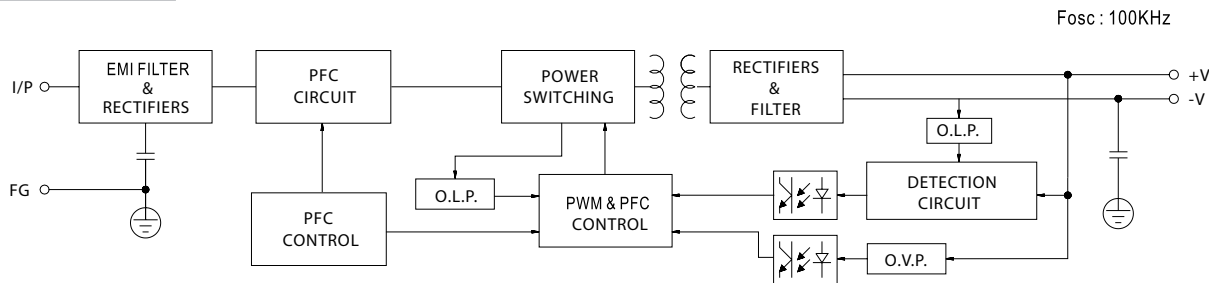 Fosc : 100KHz
I/P
EMI FILTER
&
RECTIFIERS
PFC
CIRCUIT
POWER
SWITCHING
RECTIFIERS
&
FILTER
+V
-V
O.L.P.
FG
O.L.P.
PFC
CONTROL
PWM & PFC
CONTROL
DETECTION
CIRCUIT
O.V.P.